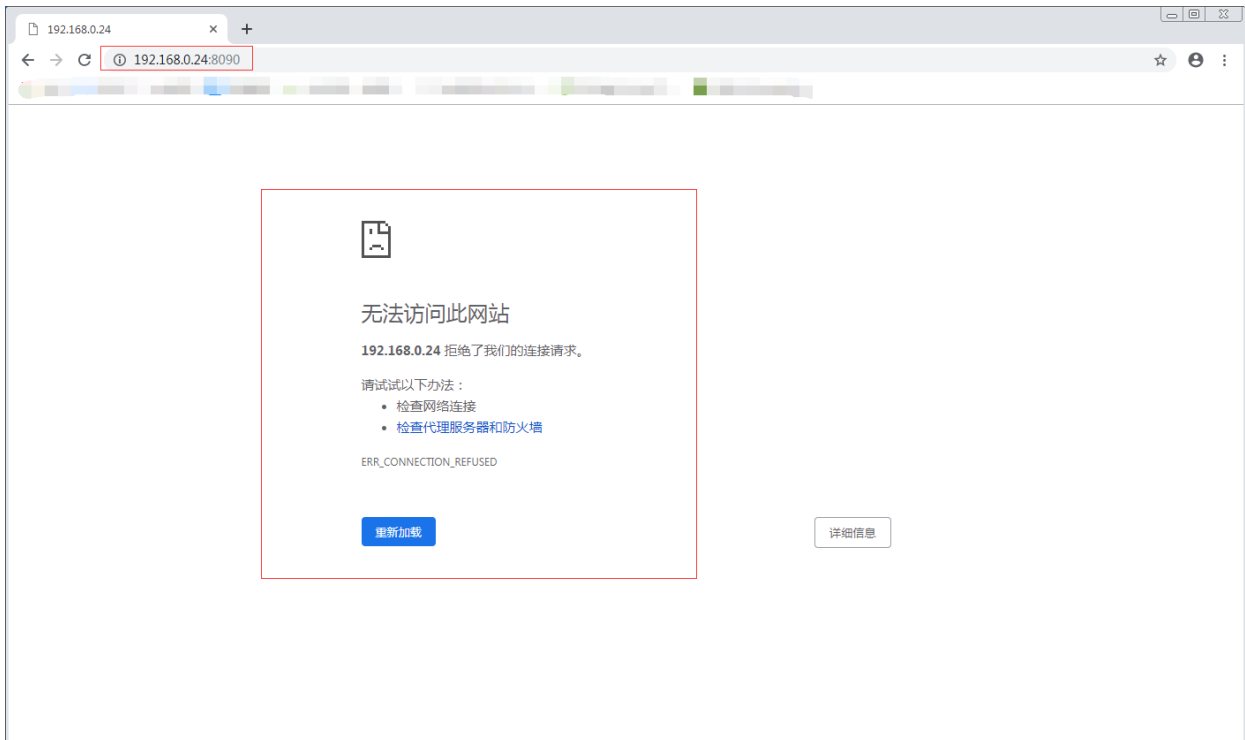 192.168.0.24
192.168.0.24:8090
无法访问此网站
192.168.0.24 拒绝了我们的连接请求。
请试试以下办法：
检查网络连接
检查代理服务器和防火墙
ERR_CONNECTION_REFUSED
重新加载
详细信息